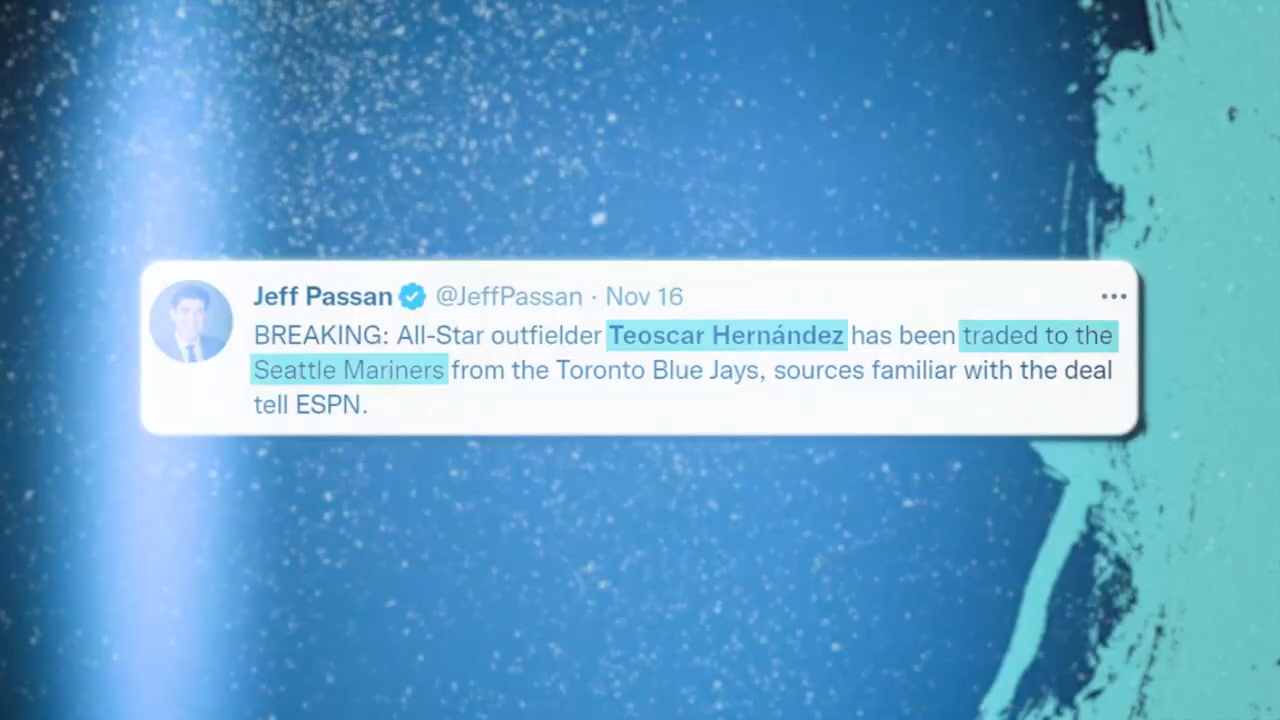 Jeff Passan @JeffPassan · Nov 16
BREAKING: All-Star outfielder Teoscar Hernández has been traded to the
Seattle Mariners from the Toronto Blue Jays, sources familiar with the deal
tell ESPN.